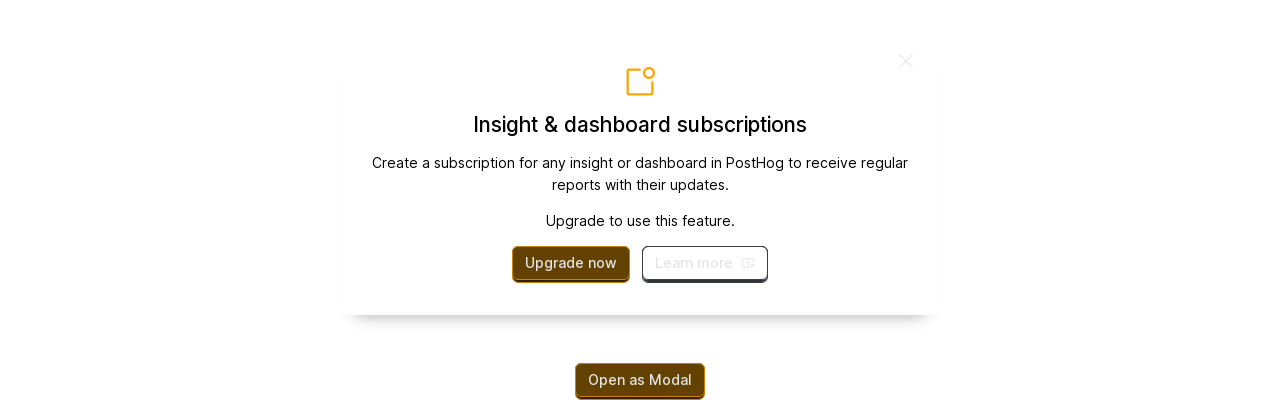 Insight & dashboard subscriptions
Create a subscription for any insight or dashboard in PostHog to receive regular
reports with their updates.
Upgrade to use this feature.
Upgrade now
Learn more
Open as Modal